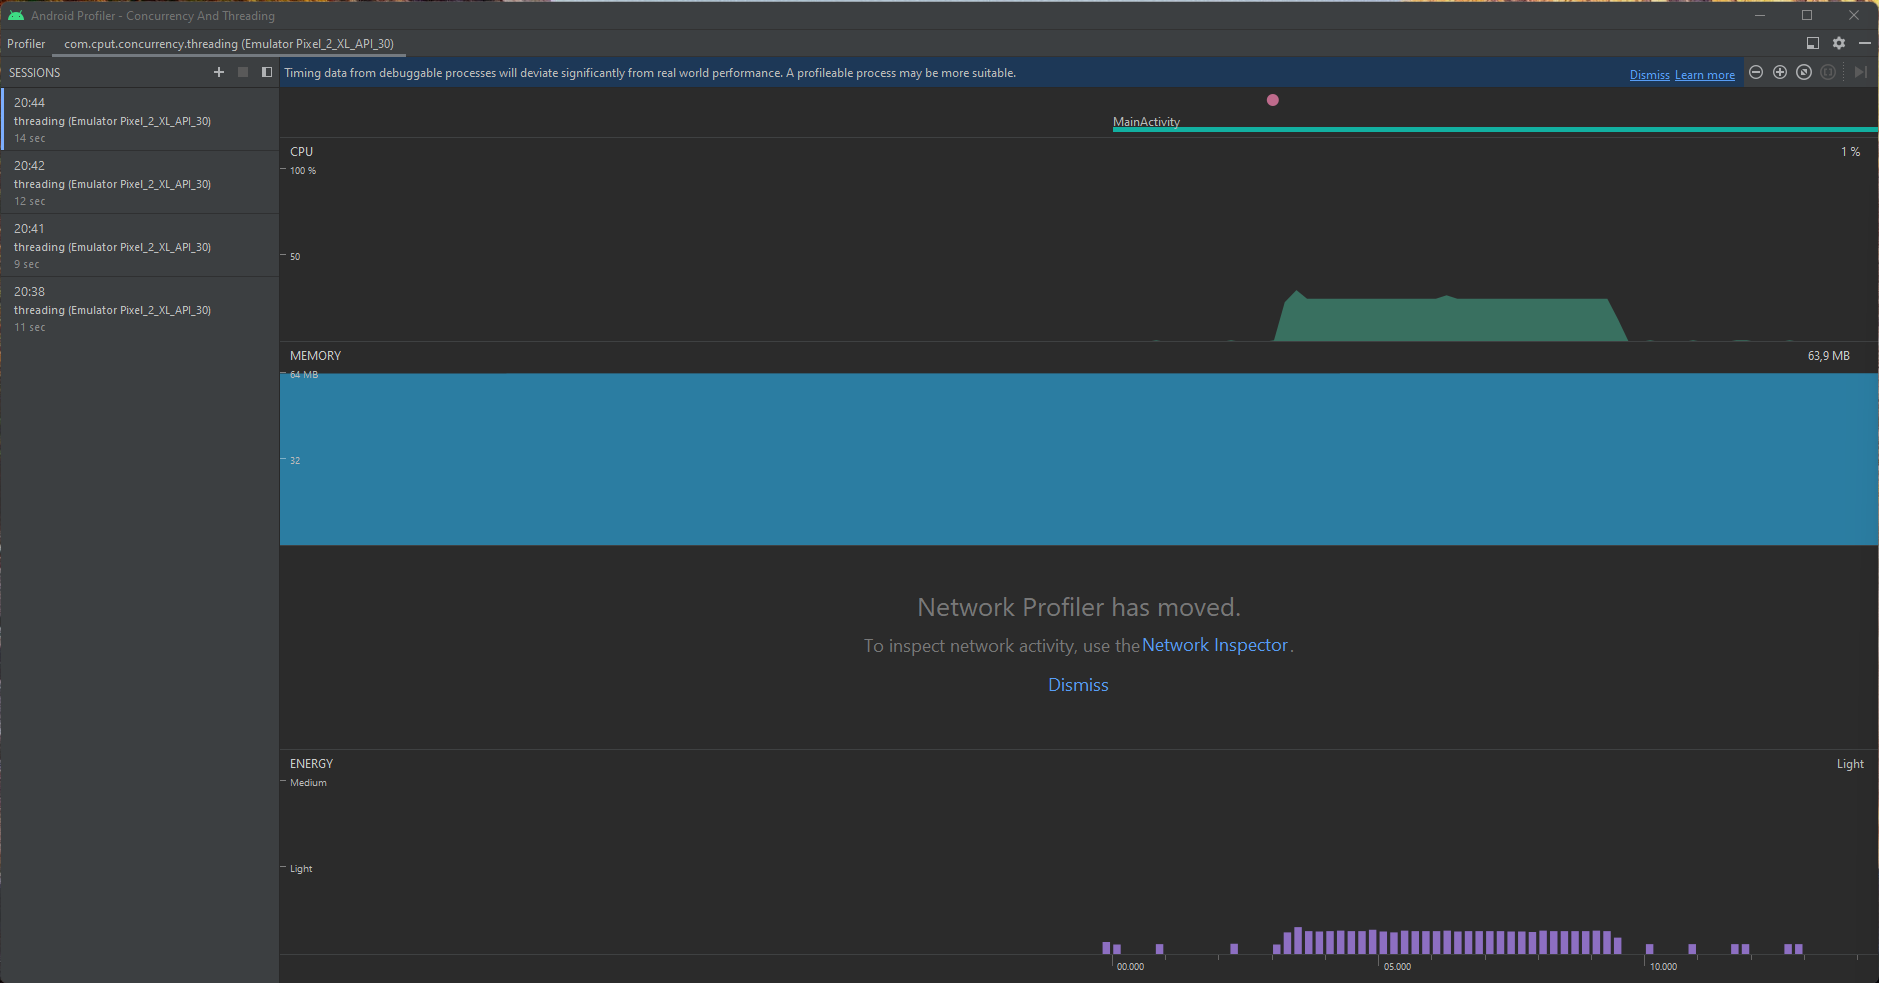 Android Profiler - Concurrency And Threading
Profiler com.cput.concurrency.threading (Emulator Pixel_2_XL_API_30)
SESSIONS
Timing data from debuggable processes will deviate significantly from real world performance. A profileable process may be more suitable. Dismiss Learn more
20:44
threading (Emulator Pixel_2_XL_API_30)
14 sec
20:42
threading (Emulator Pixel_2_XL_API_30)
12 sec
20:41
threading (Emulator Pixel_2_XL_API_30)
9 sec
20:38
threading (Emulator Pixel_2_XL_API_30)
11 sec
MainActivity
CPU 1 %
100 %
50
MEMORY 63,9 MB
64 MB
32
Network Profiler has moved.
To inspect network activity, use the Network Inspector.
Dismiss
ENERGY Light
Medium
Light
00.000 05.000 10.000